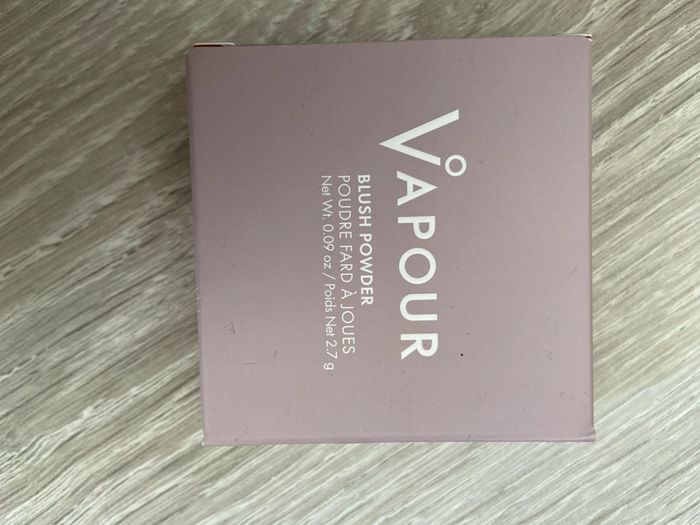 VAPOUR
BLUSH POWDER
POUDRE FARD À JOUES
Net Wt. 0.09 oz / Poids Net 2.7 g